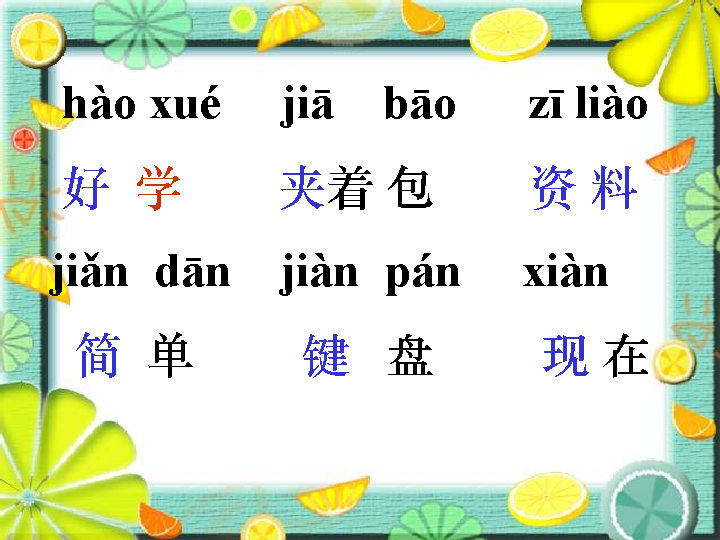 hào xué jiā bāo zī liào
好 学 夹着 包 资 料
jiǎn dān jiàn pán xiàn
简 单 键 盘 现 在